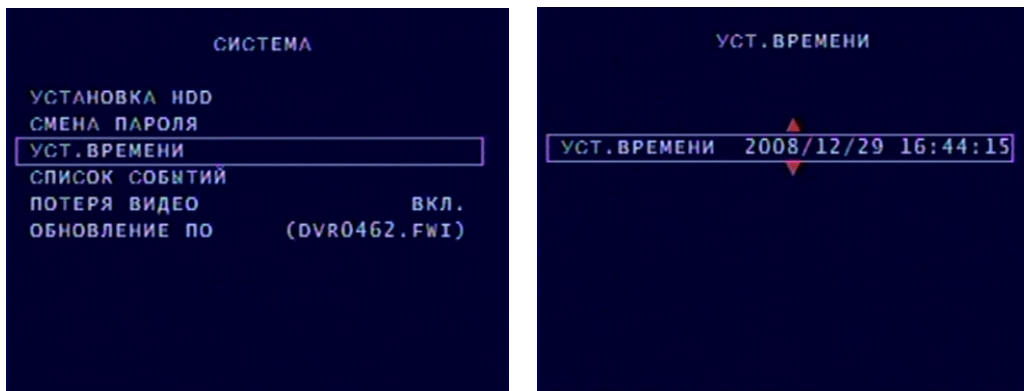 СИСТЕМА
УСТАНОВКА HDD
СМЕНА ПАРОЛЯ
УСТ.ВРЕМЕНИ
СПИСОК СОБЫТИЙ
ПОТЕРЯ ВИДЕО ВКЛ.
ОБНОВЛЕНИЕ ПО (DVR0462.FWI)
УСТ.ВРЕМЕНИ
УСТ.ВРЕМЕНИ 2008/12/29 16:44:15